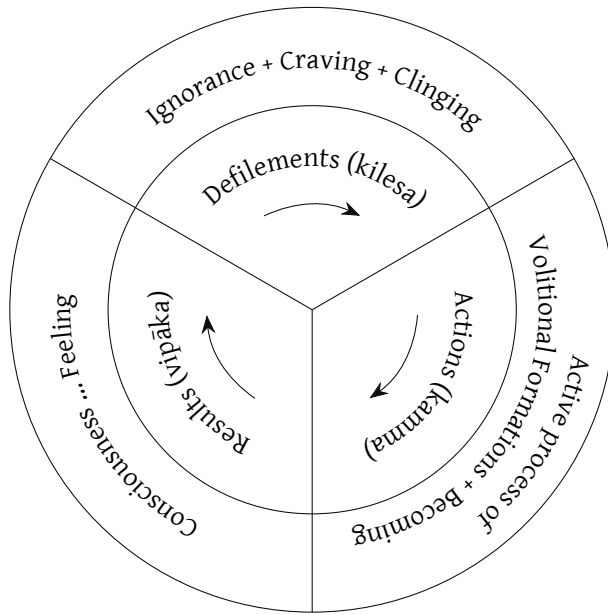 Ignorance + Craving + Clinging
Defilements (kilesa)
Active process of
Volitional Formations + Becoming
Actions (kamma)
Results (vipāka)
Consciousness ... Feeling